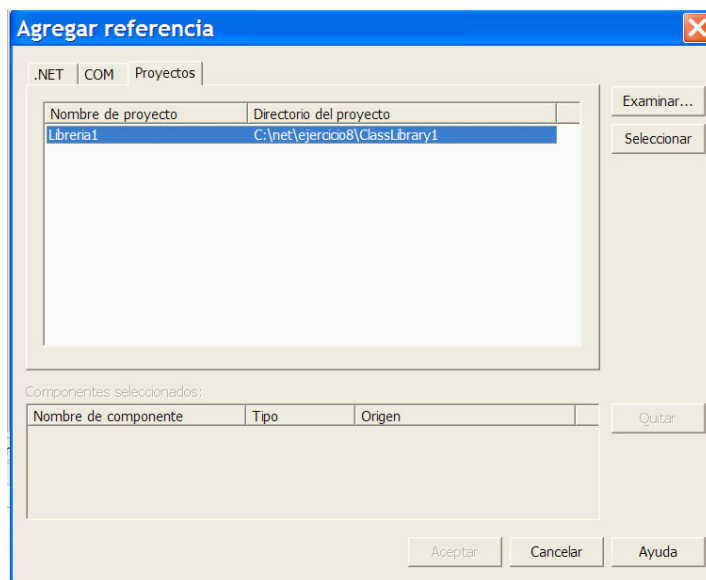 Agregar referencia
.NET COM Proyectos
Nombre de proyecto Directorio del proyecto
Libreria1 C:\net\ejercicio8\ClassLibrary1
Examinar...
Seleccionar
Componentes seleccionados:
Nombre de componente Tipo Origen
Quitar
Aceptar Cancelar Ayuda